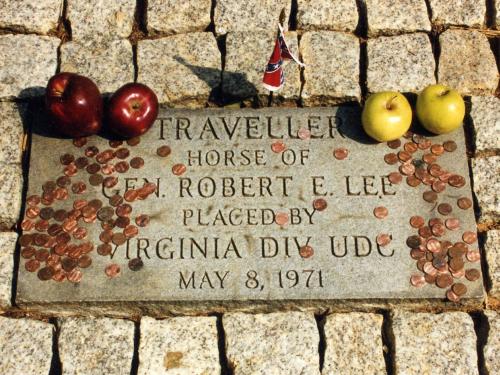 TRAVELLER
HORSE OF
GEN. ROBERT E. LEE
PLACED BY
VIRGINIA DIV UDC
MAY 8, 1971